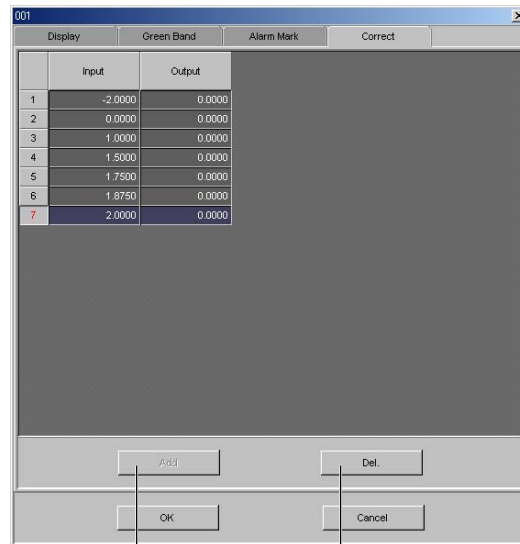 001
Display Green Band Alarm Mark Correct
Input Output
1 -2.0000 0.0000
2 0.0000 0.0000
3 1.0000 0.0000
4 1.5000 0.0000
5 1.7500 0.0000
6 1.8750 0.0000
7 2.0000 0.0000
Add Del.
OK Cancel